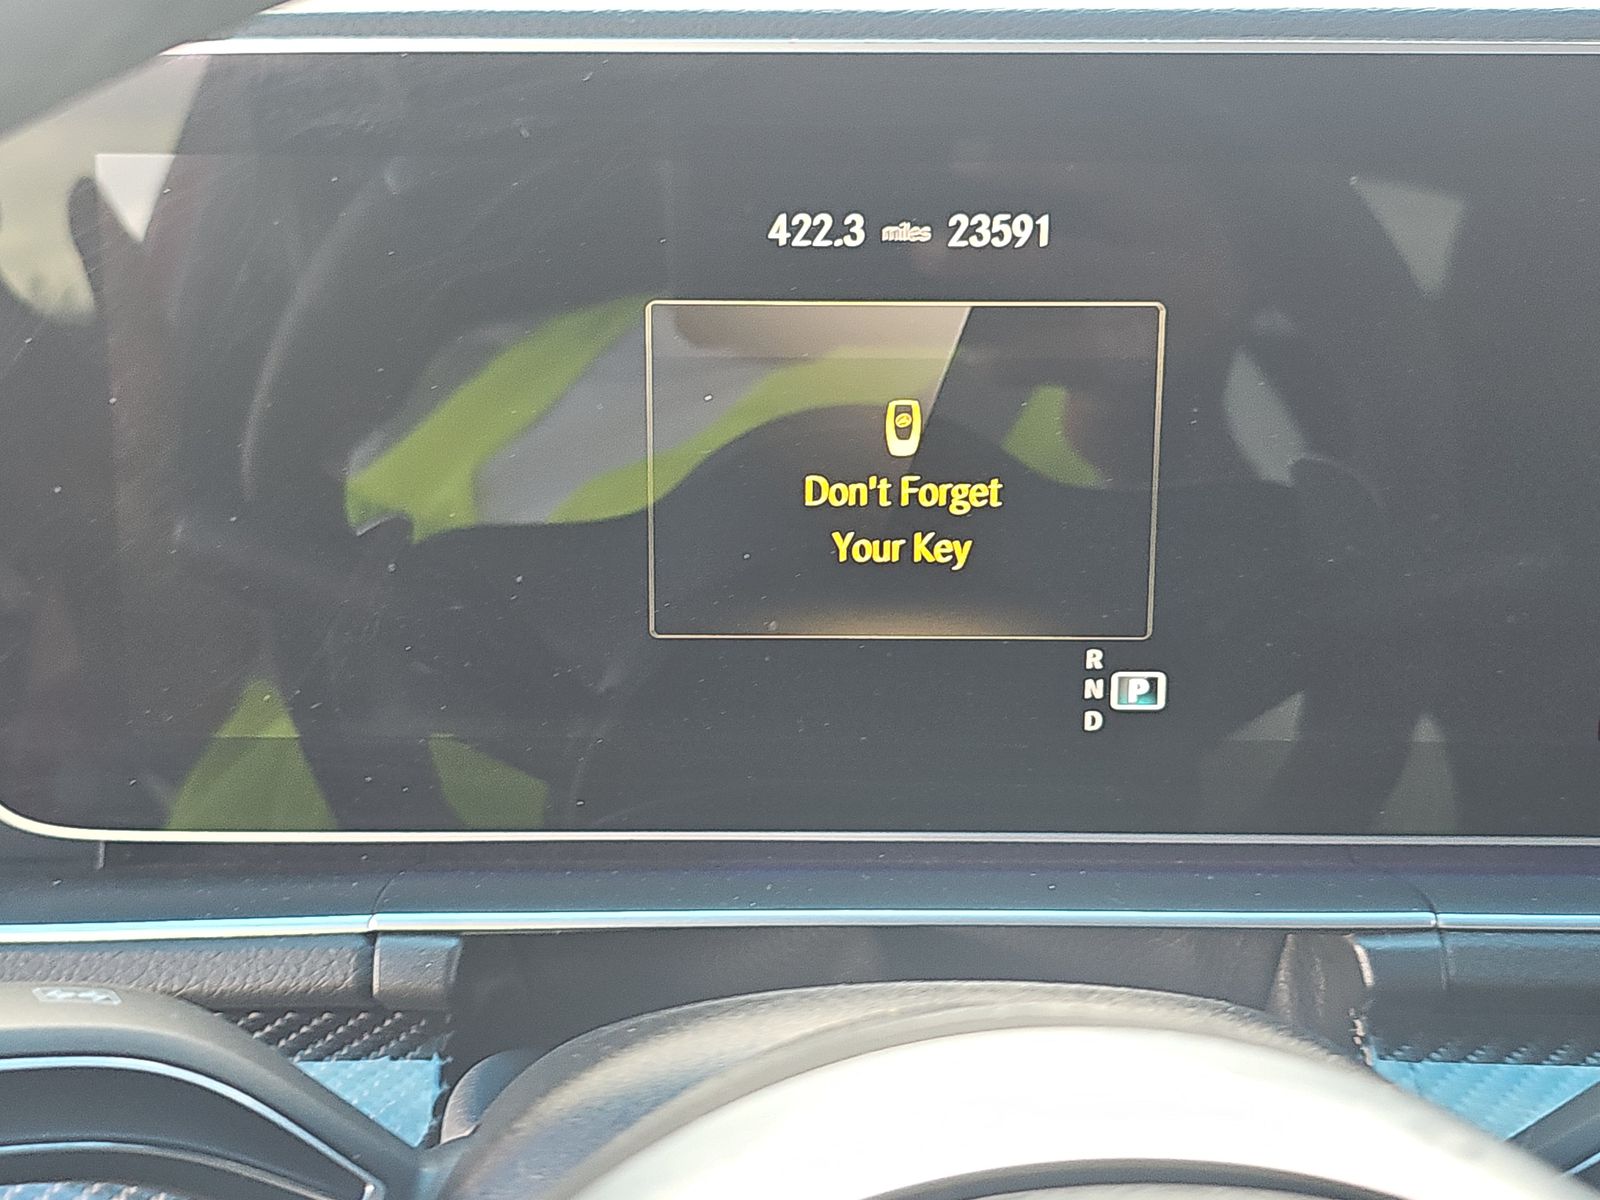 422.3 miles 23591
Don't Forget
Your Key
R
N P
D